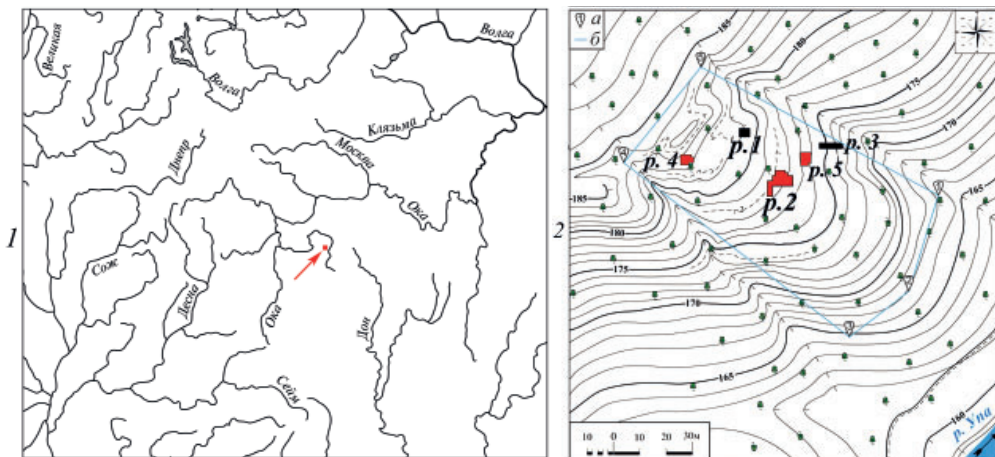 1
Великая
Волга
Волга
Клязьма
Москва
Днепр
Ока
Сож
Десна
Ока
Дон
Сейм
2
а
б
185
180
175
170
165
185
180
175
170
165
160
р. 1
р. 2
р. 3
р. 4
р. 5
р. Упа
10 0 10 20 30м